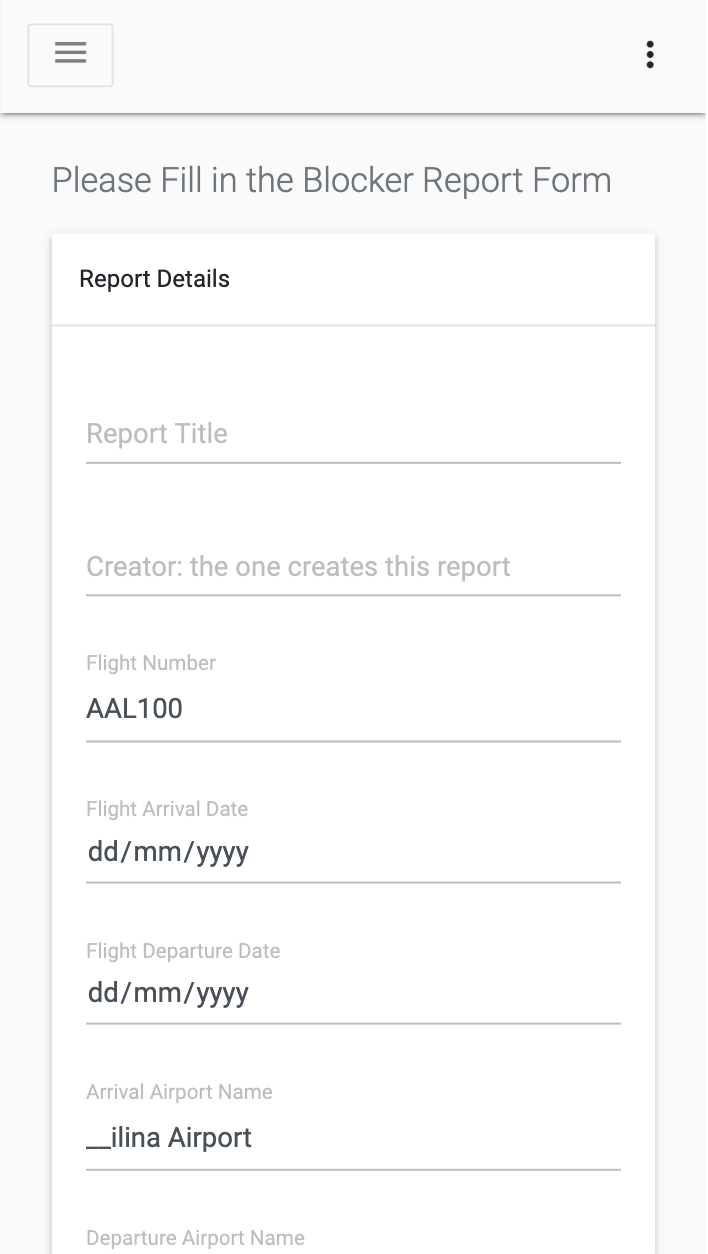 Please Fill in the Blocker Report Form
Report Details
Report Title
Creator: the one creates this report
Flight Number
AAL100
Flight Arrival Date
dd/mm/yyyy
Flight Departure Date
dd/mm/yyyy
Arrival Airport Name
__ilina Airport
Departure Airport Name